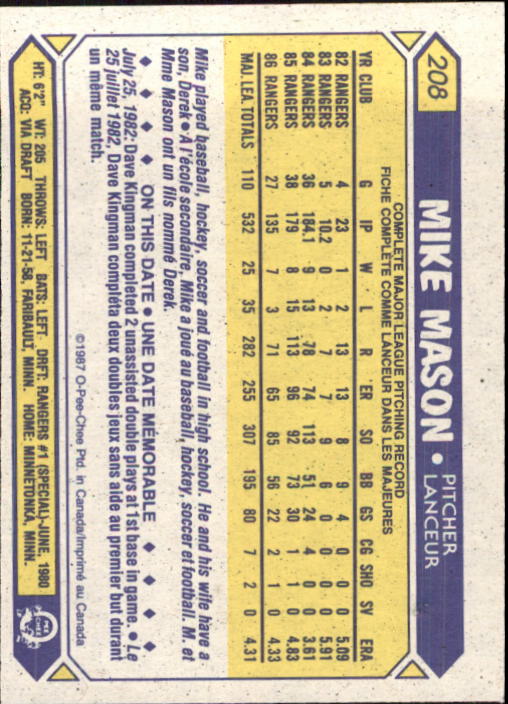 208
MIKE MASON • PITCHER
LANCEUR
COMPLETE MAJOR LEAGUE PITCHING RECORD
FICHE COMPLÈTE COMME LANCEUR DANS LES MAJEURES
YR CLUB G IP W L R ER SO BB GS CG SHO SV ERA
82 RANGERS 4 23 1 2 13 13 8 9 4 0 0 0 5.09
83 RANGERS 5 10.2 0 2 7 7 9 6 0 0 0 0 5.91
84 RANGERS 36 184.1 9 13 78 74 113 51 24 4 0 0 3.61
85 RANGERS 38 179 8 15 113 96 92 73 30 1 1 0 4.83
86 RANGERS 27 135 7 3 71 65 85 56 22 2 1 0 4.33
MAJ. LEA. TOTALS 110 532 25 35 282 255 307 195 80 7 2 0 4.31
Mike played baseball, hockey, soccer and football in high school. He and his wife have a
son, Derek • A l'école secondaire, Mike a joué au baseball, hockey, soccer et football. M. et
Mme Mason ont un fils nommé Derek.
◆ ◆ ◆ ◆ ON THIS DATE • UNE DATE MÉMORABLE ◆ ◆ ◆ ◆
July 25, 1982: Dave Kingman completed 2 unassisted double plays at 1st base in game. • Le
25 juillet 1982, Dave Kingman compléta deux doubles jeux sans aide au premier but durant
un même match.
©1987 O-Pee-Chee Ptd. in Canada/Imprimé au Canada
HT: 6'2" WT: 205 THROWS: LEFT BATS: LEFT DRFT: RANGERS #1 (SPECIAL)-JUNE, 1980
ACQ: VIA DRAFT BORN: 11-21-58, FARIBAULT, MINN. HOME: MINNETONKA, MINN.
O
PEE
CHEE